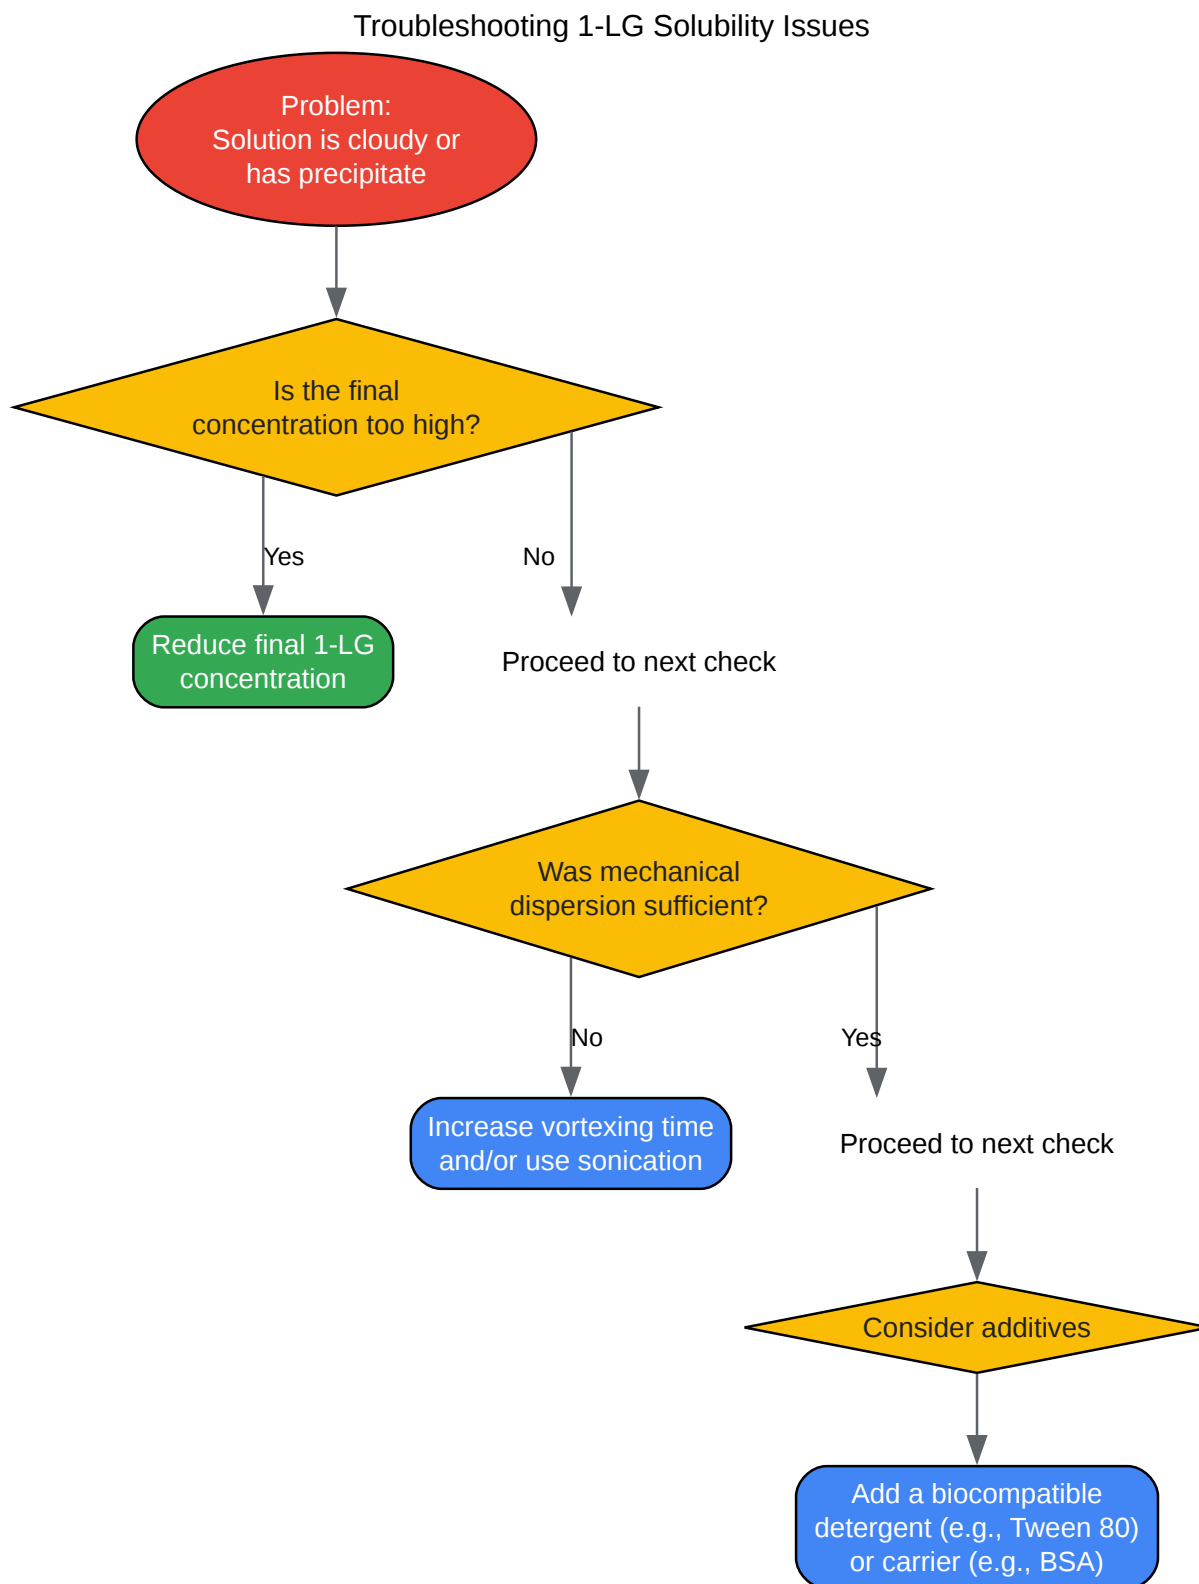 Troubleshooting 1-LG Solubility Issues
Problem:
Solution is cloudy or
has precipitate
Is the final
concentration too high?
Yes
No
Reduce final 1-LG
concentration
Proceed to next check
Was mechanical
dispersion sufficient?
No
Yes
Increase vortexing time
and/or use sonication
Proceed to next check
Consider additives
Add a biocompatible
detergent (e.g., Tween 80)
or carrier (e.g., BSA)